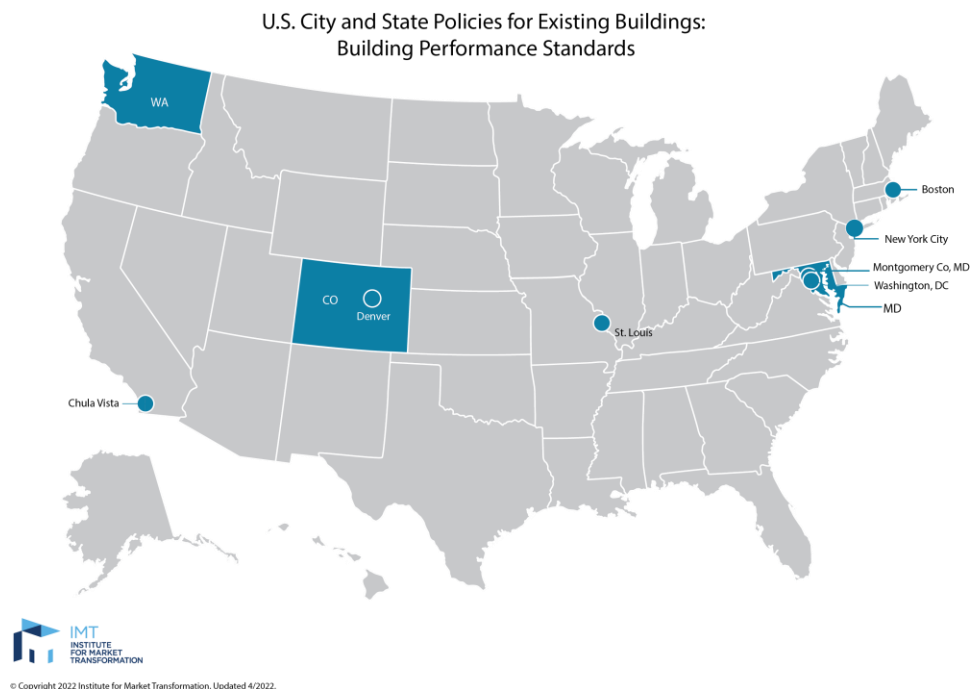 U.S. City and State Policies for Existing Buildings:
Building Performance Standards
WA
Boston
New York City
Montgomery Co, MD
Washington, DC
CO
MD
Denver
St. Louis
Chula Vista
IMT
INSTITUTE
FOR MARKET
TRANSFORMATION
© Copyright 2022 Institute for Market Transformation. Updated 4/2022.